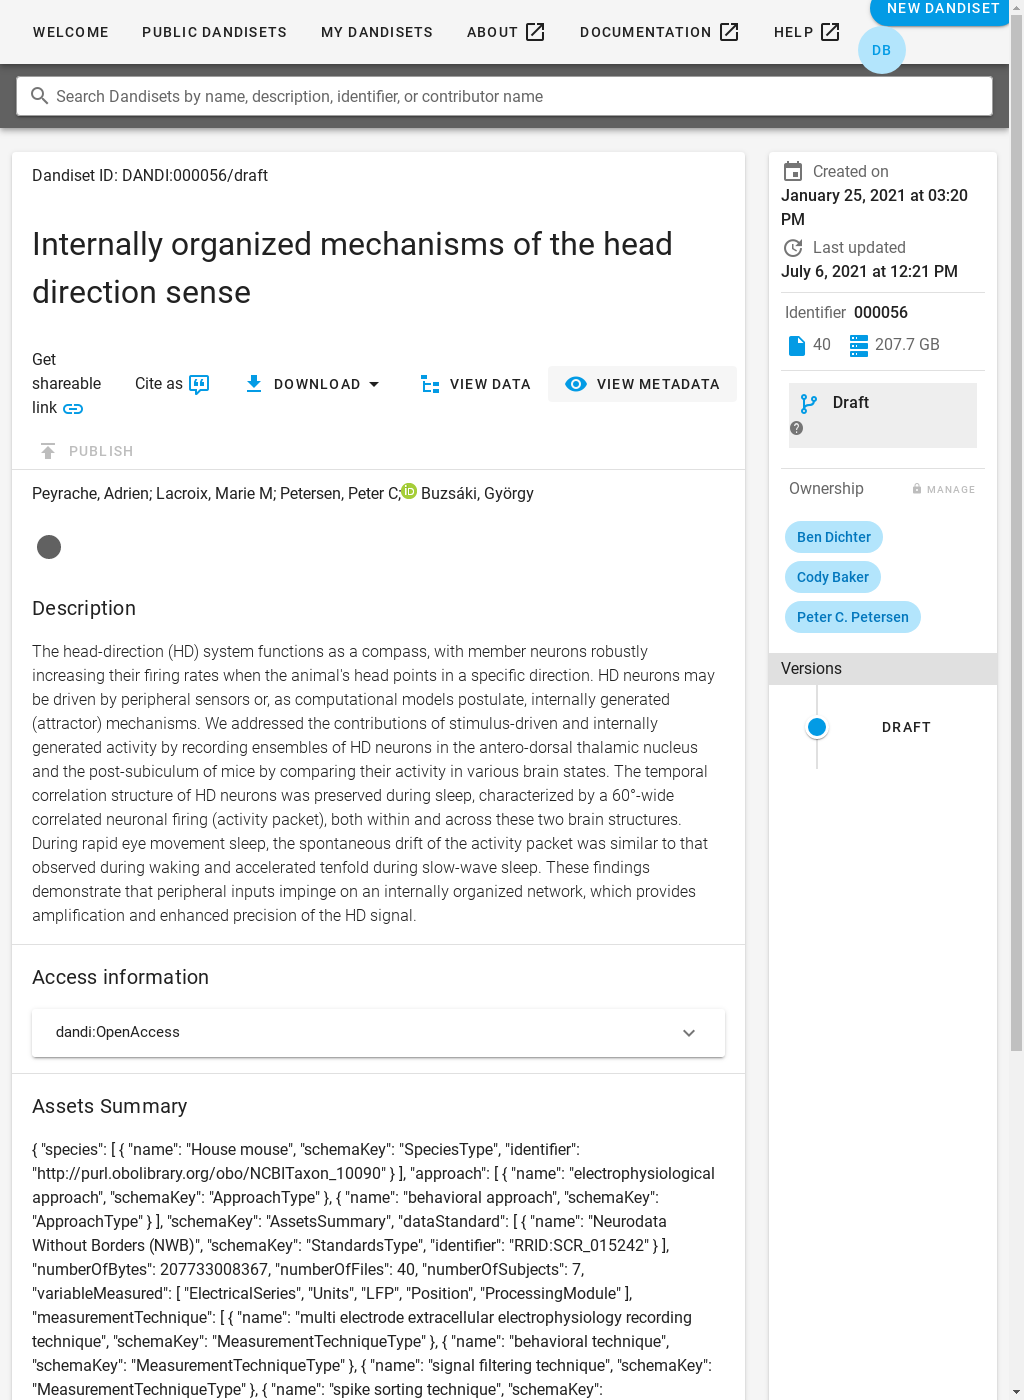 WELCOME PUBLIC DANDISETS MY DANDISETS ABOUT DOCUMENTATION HELP NEW DANDISET
DB
Search Dandisets by name, description, identifier, or contributor name
Dandiset ID: DANDI:000056/draft
Internally organized mechanisms of the head
direction sense
Get
shareable
link
Cite as
DOWNLOAD
VIEW DATA
VIEW METADATA
PUBLISH
Peyrache, Adrien; Lacroix, Marie M; Petersen, Peter C; iD Buzsáki, György
Description
The head-direction (HD) system functions as a compass, with member neurons robustly
increasing their firing rates when the animal's head points in a specific direction. HD neurons may
be driven by peripheral sensors or, as computational models postulate, internally generated
(attractor) mechanisms. We addressed the contributions of stimulus-driven and internally
generated activity by recording ensembles of HD neurons in the antero-dorsal thalamic nucleus
and the post-subiculum of mice by comparing their activity in various brain states. The temporal
correlation structure of HD neurons was preserved during sleep, characterized by a 60°-wide
correlated neuronal firing (activity packet), both within and across these two brain structures.
During rapid eye movement sleep, the spontaneous drift of the activity packet was similar to that
observed during waking and accelerated tenfold during slow-wave sleep. These findings
demonstrate that peripheral inputs impinge on an internally organized network, which provides
amplification and enhanced precision of the HD signal.
Access information
dandi:OpenAccess
Assets Summary
{ "species": [ { "name": "House mouse", "schemaKey": "SpeciesType", "identifier":
"http://purl.obolibrary.org/obo/NCBITaxon_10090" } ], "approach": [ { "name": "electrophysiological
approach", "schemaKey": "ApproachType" }, { "name": "behavioral approach", "schemaKey":
"ApproachType" } ], "schemaKey": "AssetsSummary", "dataStandard": [ { "name": "Neurodata
Without Borders (NWB)", "schemaKey": "StandardsType", "identifier": "RRID:SCR_015242" } ],
"numberOfBytes": 207733008367, "numberOfFiles": 40, "numberOfSubjects": 7,
"variableMeasured": [ "ElectricalSeries", "Units", "LFP", "Position", "ProcessingModule" ],
"measurementTechnique": [ { "name": "multi electrode extracellular electrophysiology recording
technique", "schemaKey": "MeasurementTechniqueType" }, { "name": "behavioral technique",
"schemaKey": "MeasurementTechniqueType" }, { "name": "signal filtering technique", "schemaKey":
"MeasurementTechniqueType" }, { "name": "spike sorting technique", "schemaKey":
Created on
January 25, 2021 at 03:20
PM
Last updated
July 6, 2021 at 12:21 PM
Identifier 000056
40 207.7 GB
Draft
?
Ownership MANAGE
Ben Dichter
Cody Baker
Peter C. Petersen
Versions
DRAFT